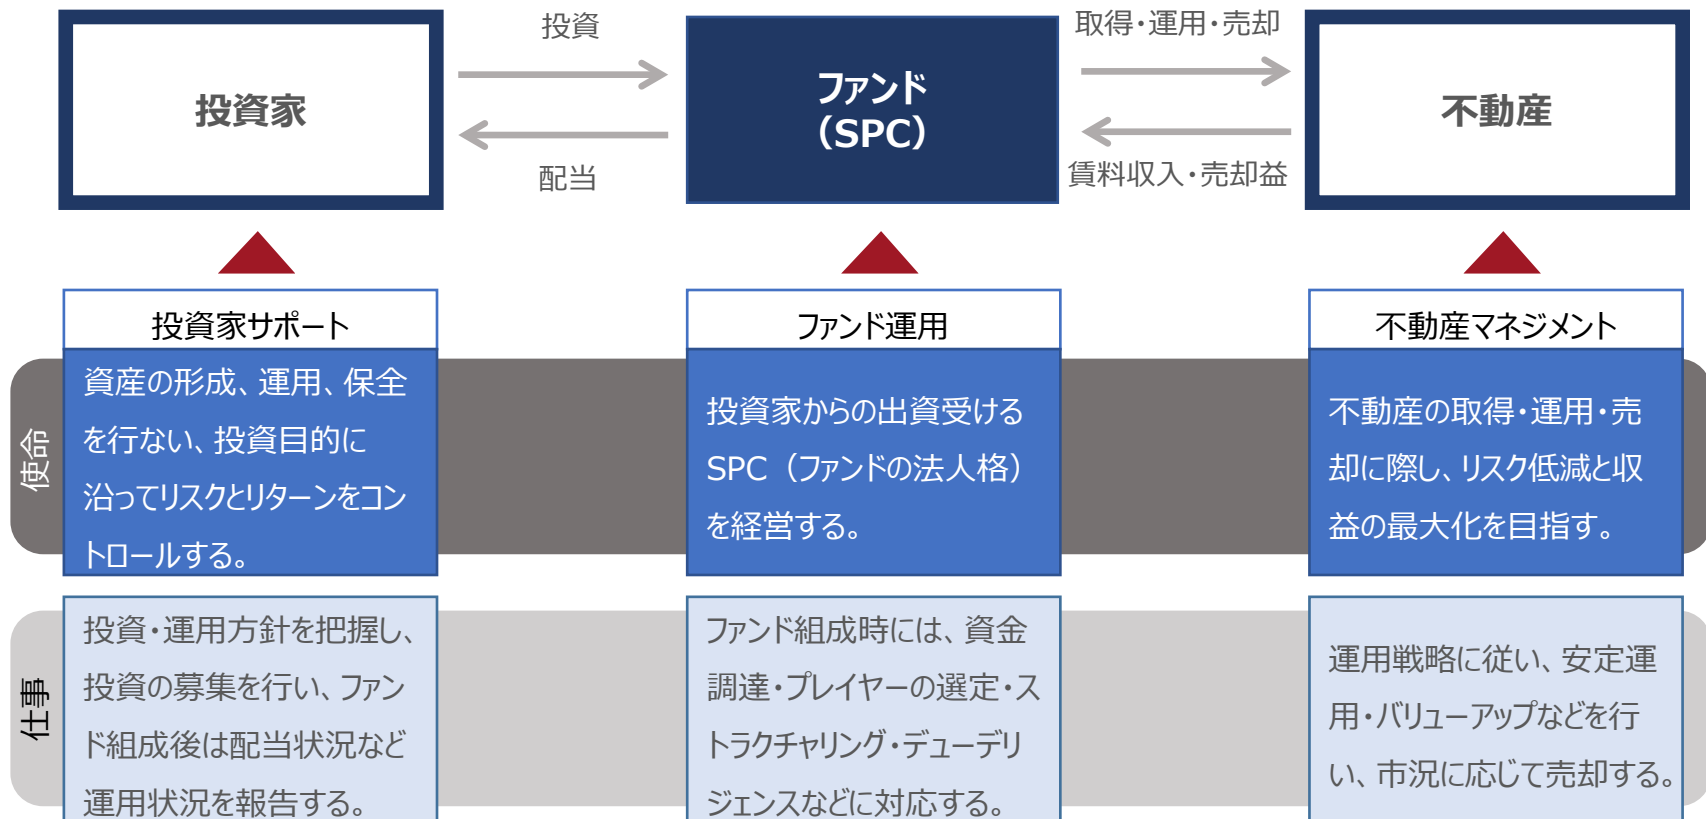 投資
取得・運用・売却
投資家
ファンド
（SPC）
不動産
配当
賃料収入・売却益
投資家サポート
ファンド運用
不動産マネジメント
使命
資産の形成、運用、保全
を行ない、投資目的に
沿ってリスクとリターンをコン
トロールする。
投資家からの出資受ける
SPC（ファンドの法人格）
を経営する。
不動産の取得・運用・売
却に際し、リスク低減と収
益の最大化を目指す。
仕事
投資・運用方針を把握し、
投資の募集を行い、ファン
ド組成後は配当状況など
運用状況を報告する。
ファンド組成時には、資金
調達・プレイヤーの選定・ス
トラクチャリング・デューデリ
ジェンスなどに対応する。
運用戦略に従い、安定運
用・バリューアップなどを行
い、市況に応じて売却する。